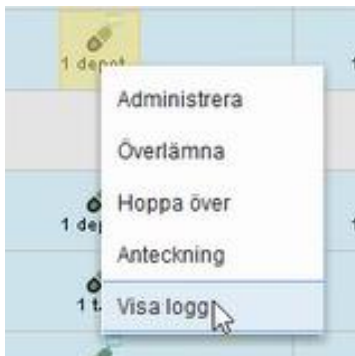 1 depot
Administrera
Överlämna
Hoppa över
Anteckning
Visa logg